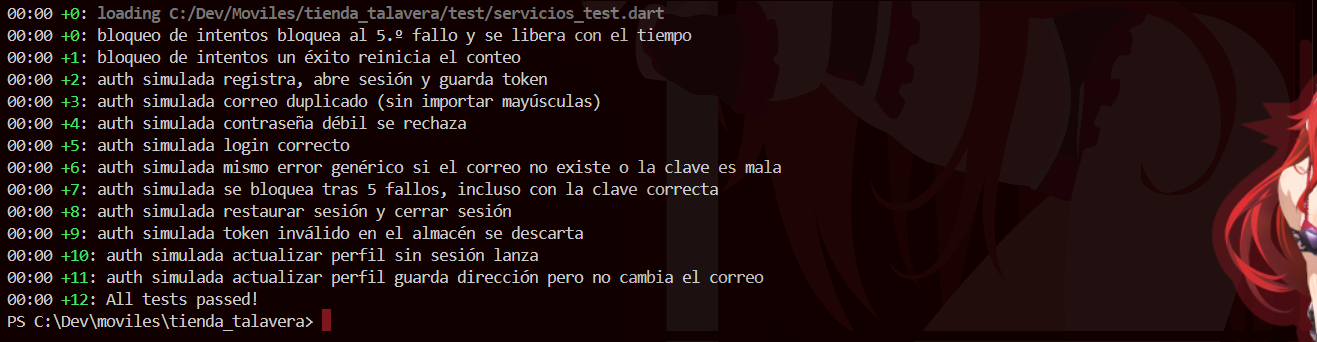 00:00 +0: loading C:/Dev/Moviles/tienda_talavera/test/servicios_test.dart
00:00 +0: bloqueo de intentos bloquea al 5.º fallo y se libera con el tiempo
00:00 +1: bloqueo de intentos un éxito reinicia el conteo
00:00 +2: auth simulada registra, abre sesión y guarda token
00:00 +3: auth simulada correo duplicado (sin importar mayúsculas)
00:00 +4: auth simulada contraseña débil se rechaza
00:00 +5: auth simulada login correcto
00:00 +6: auth simulada mismo error genérico si el correo no existe o la clave es mala
00:00 +7: auth simulada se bloquea tras 5 fallos, incluso con la clave correcta
00:00 +8: auth simulada restaurar sesión y cerrar sesión
00:00 +9: auth simulada token inválido en el almacén se descarta
00:00 +10: auth simulada actualizar perfil sin sesión lanza
00:00 +11: auth simulada actualizar perfil guarda dirección pero no cambia el correo
00:00 +12: All tests passed!
PS C:\Dev\moviles\tienda_talavera>